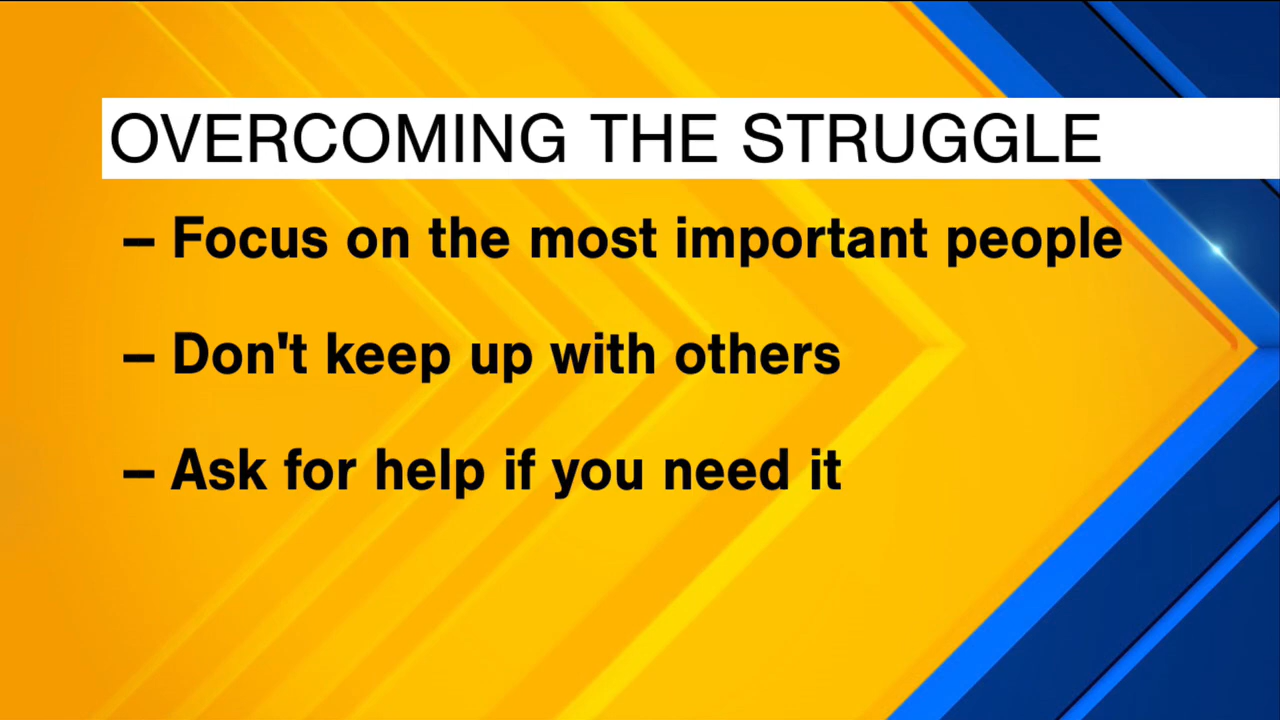 OVERCOMING THE STRUGGLE
– Focus on the most important people
– Don't keep up with others
– Ask for help if you need it